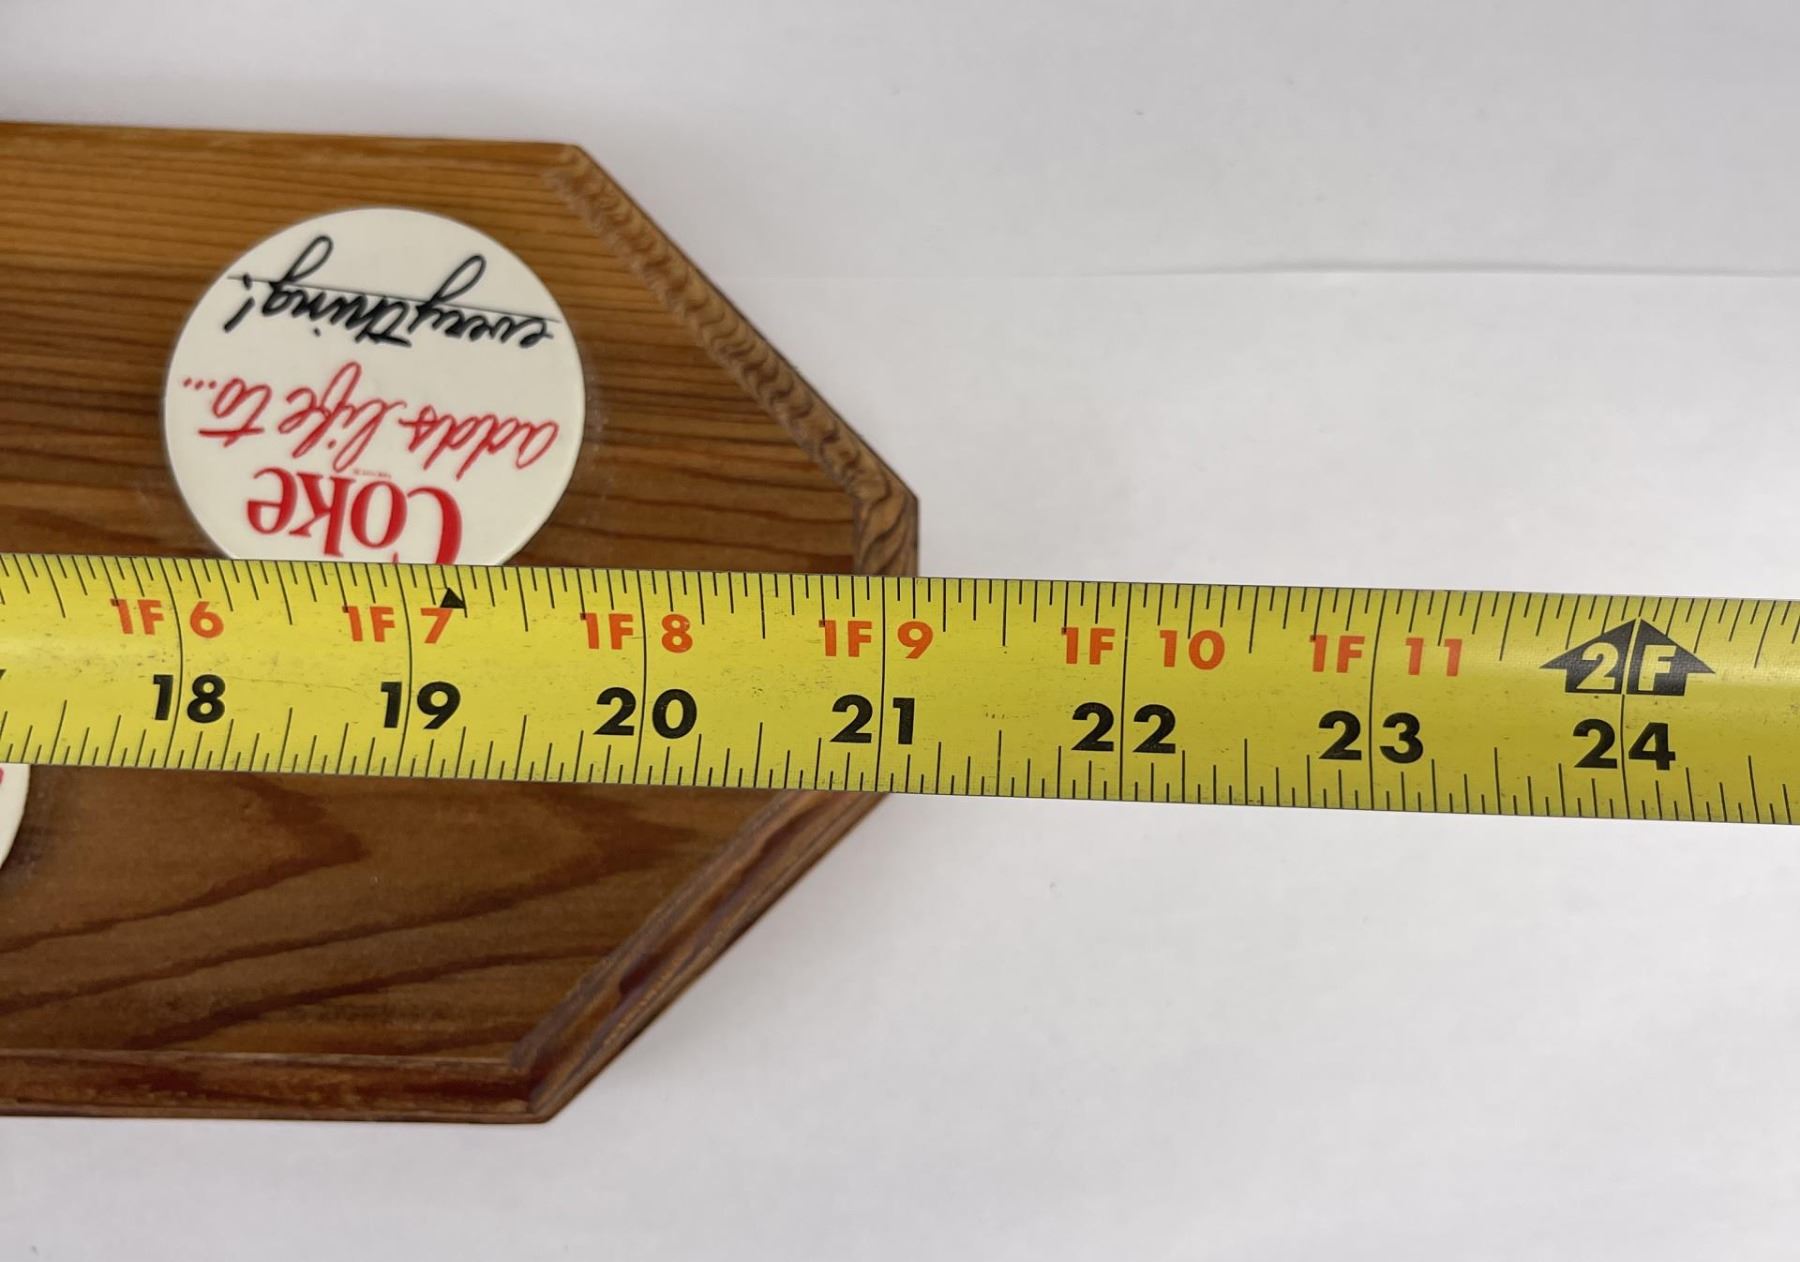 Coke
adds life to...
everything!
1F 6 1F 7 1F 8 1F 9 1F 10 1F 11 2F
18 19 20 21 22 23 24